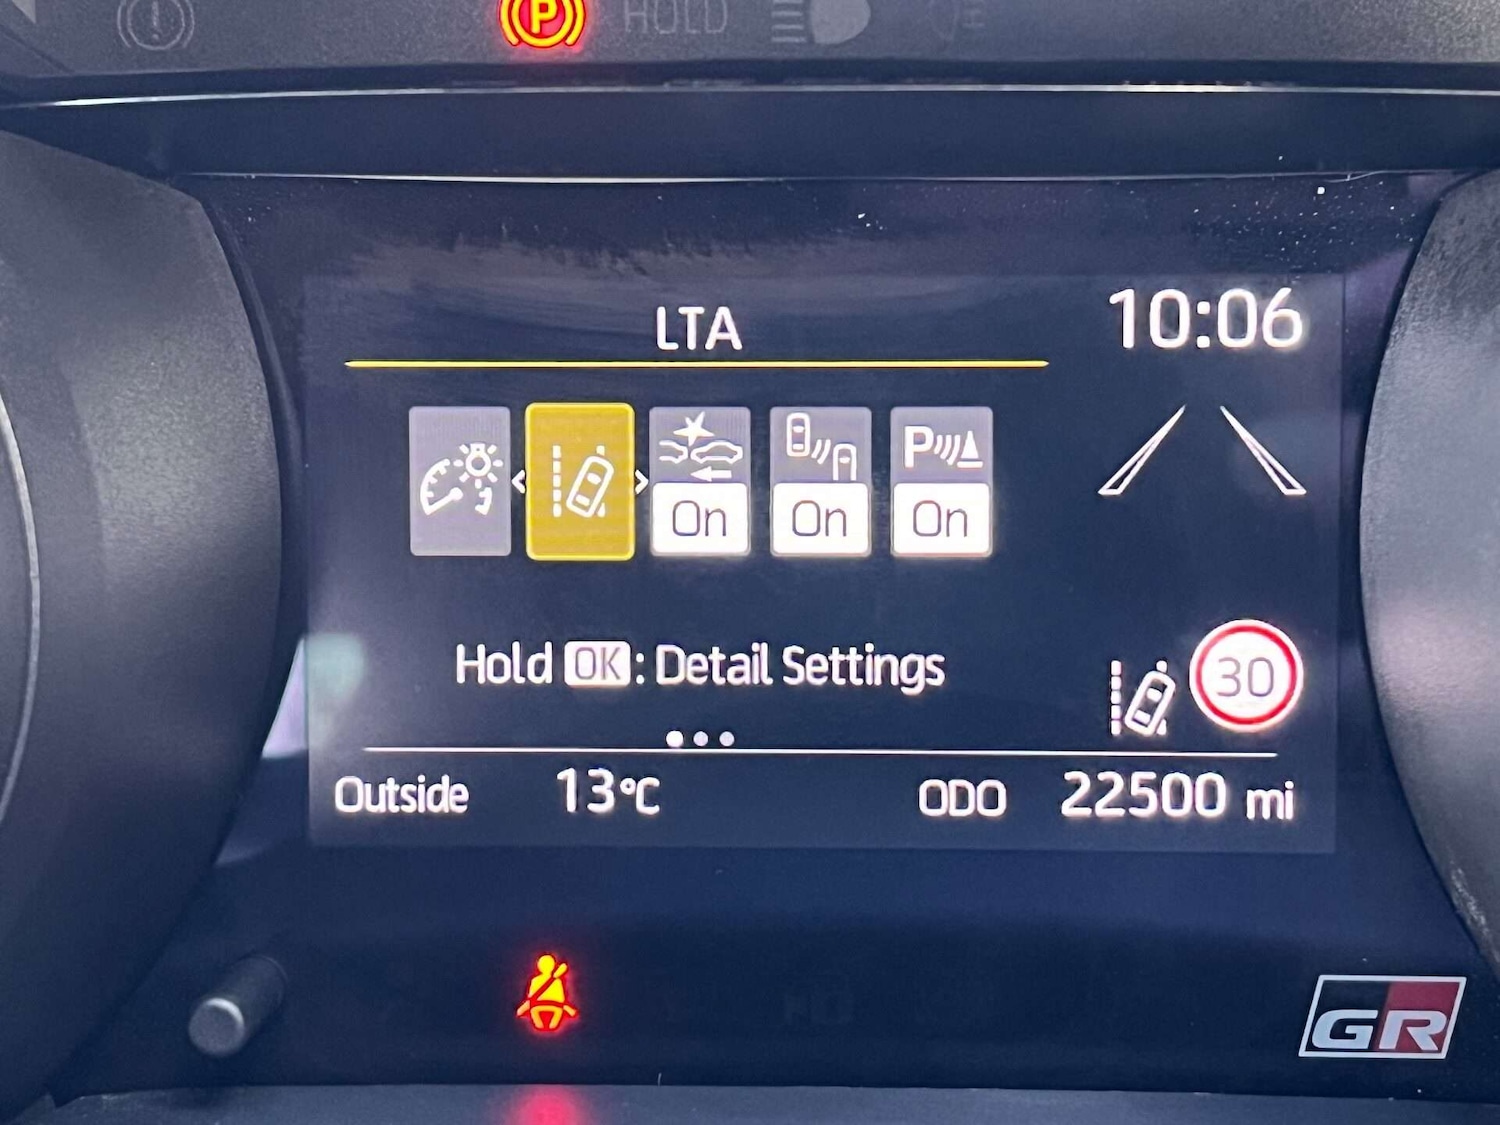 P HOLD
LTA
10:06
P
On On On
Hold OK: Detail Settings
30
Outside 13°C ODO 22500 mi
GR